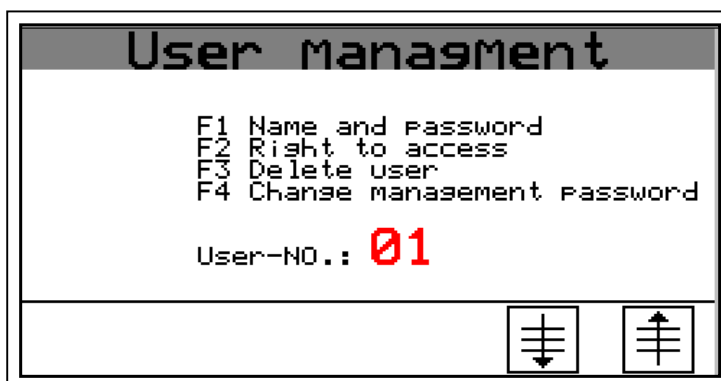 User managment
F1 Name and password
F2 Right to access
F3 Delete user
F4 Change management password
User-NO.: 01